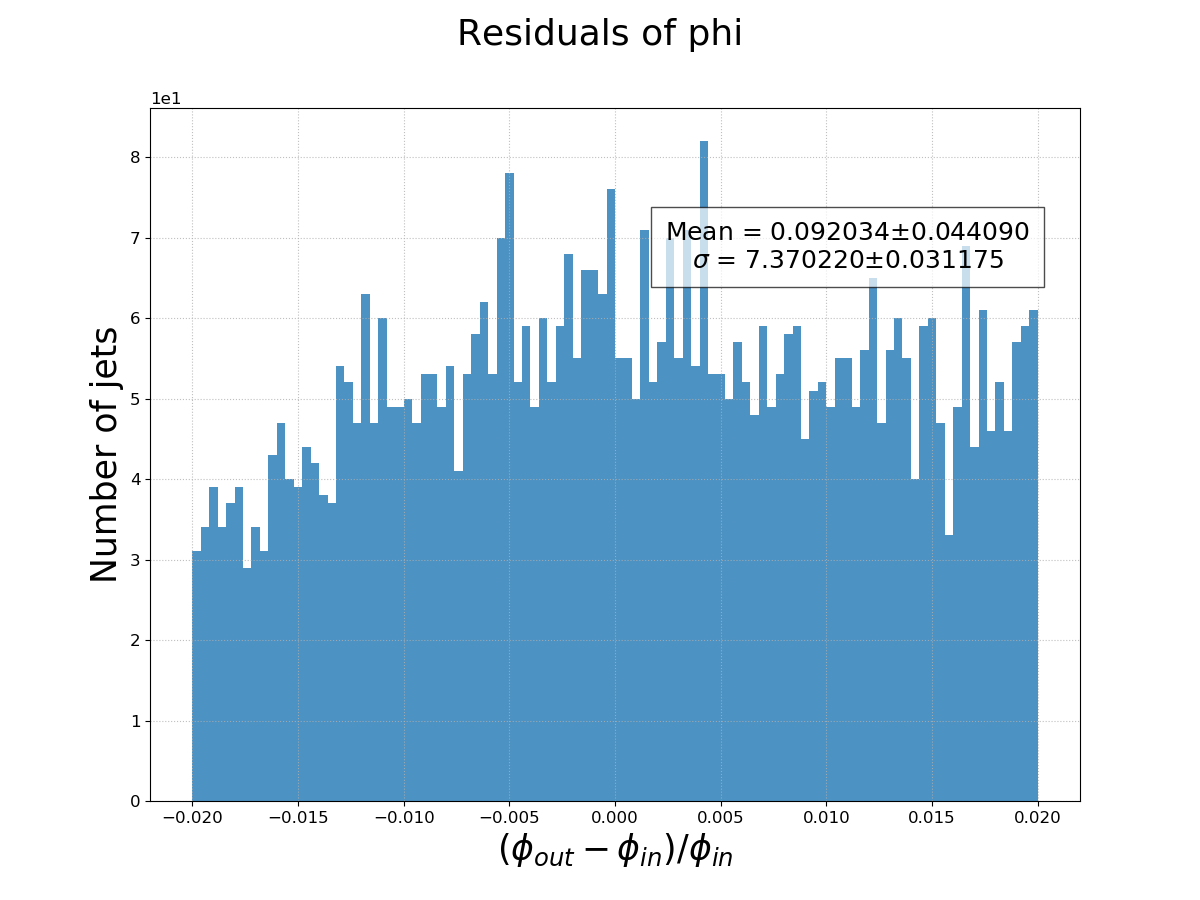 Residuals of phi
1e1
8
7
6
5
4
3
2
1
0
Number of jets
Mean = 0.092034±0.044090
σ = 7.370220±0.031175
−0.020 −0.015 −0.010 −0.005 0.000 0.005 0.010 0.015 0.020
(ϕout − ϕin)/ϕin